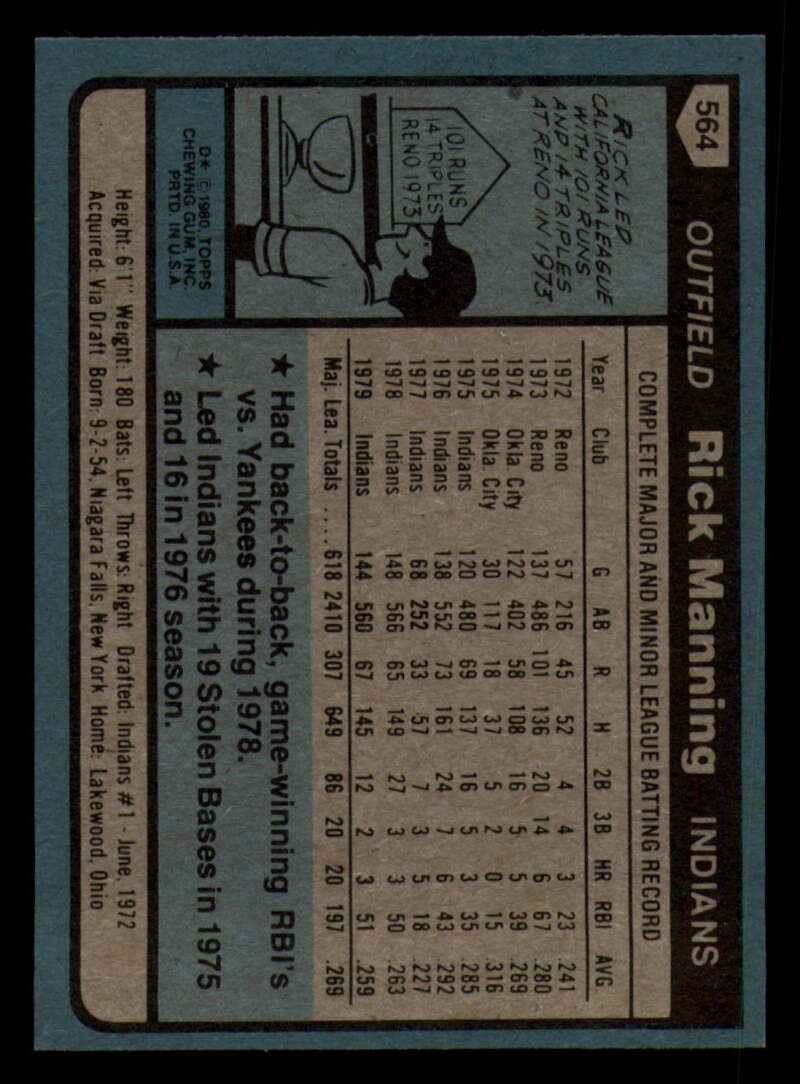 564 OUTFIELD Rick Manning INDIANS
RICK LED
CALIFORNIA LEAGUE
WITH 101 RUNS
AND 14 TRIPLES
AT RENO IN 1973.
101 RUNS
14 TRIPLES
RENO 1973
D* © 1980 TOPPS
CHEWING GUM, INC.
PRTD. IN U.S.A.
COMPLETE MAJOR AND MINOR LEAGUE BATTING RECORD
Year Club G AB R H 2B 3B HR RBI AVG
1972 Reno 57 216 45 52 4 4 3 23 .241
1973 Reno 137 486 101 136 20 14 6 67 .280
1974 Okla City 122 402 58 108 16 5 5 39 .269
1975 Okla. City 30 117 18 37 5 2 0 15 .316
1975 Indians 120 480 69 137 16 5 3 35 .285
1976 Indians 138 552 73 161 24 7 6 43 .292
1977 Indians 68 252 33 57 7 3 5 18 .227
1978 Indians 148 566 65 149 27 3 3 50 .263
1979 Indians 144 560 67 145 12 2 3 51 .259
Maj. Lea. Totals .... 618 2410 307 649 86 20 20 197 .269
★ Had back-to-back, game-winning RBI's
vs. Yankees during 1978.
★ Led Indians with 19 Stolen Bases in 1975
and 16 in 1976 season.
Height: 6'1" Weight: 180 Bats: Left Throws: Right Drafted: Indians #1 - June, 1972
Acquired: Via Draft Born: 9-2-54, Niagara Falls, New York Home: Lakewood, Ohio